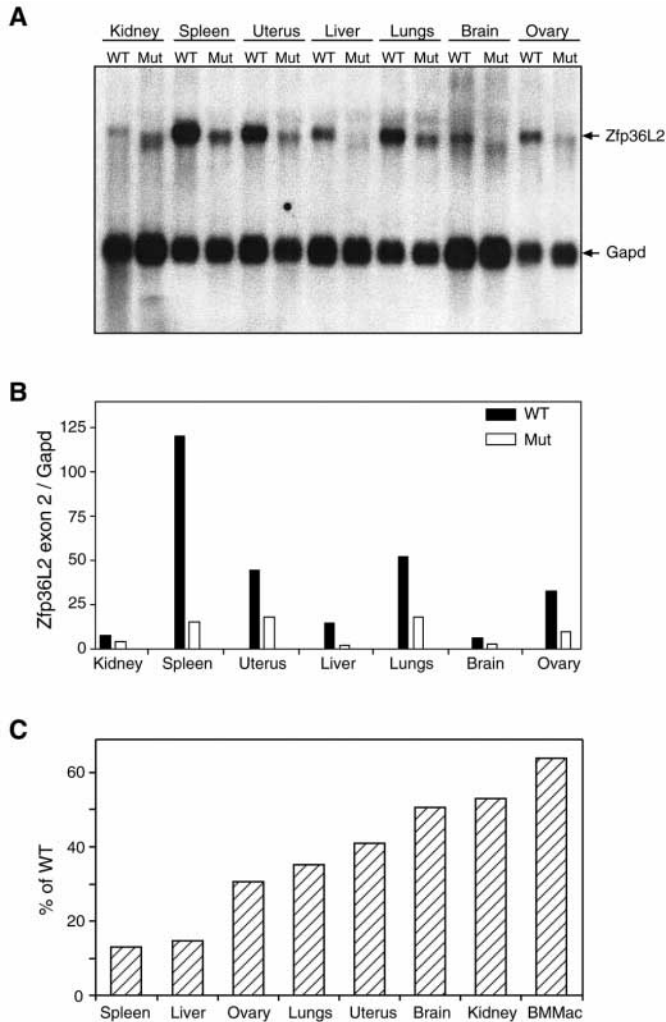 A
Kidney Spleen Uterus Liver Lungs Brain Ovary
WT Mut WT Mut WT Mut WT Mut WT Mut WT Mut WT Mut
Zfp36L2
Gapd
B
Zfp36L2 exon 2 / Gapd
125
100
75
50
25
0
WT
Mut
Kidney Spleen Uterus Liver Lungs Brain Ovary
C
% of WT
60
40
20
0
Spleen Liver Ovary Lungs Uterus Brain Kidney BMMac